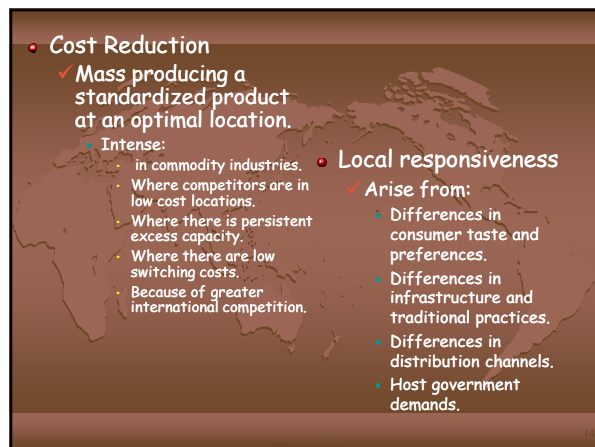 Cost Reduction
Mass producing a
standardized product
at an optimal location.
Intense:
in commodity industries.
Where competitors are in
low cost locations.
Where there is persistent
excess capacity.
Where there are low
switching costs.
Because of greater
international competition.
Local responsiveness
Arise from:
Differences in
consumer taste and
preferences.
Differences in
infrastructure and
traditional practices.
Differences in
distribution channels.
Host government
demands.